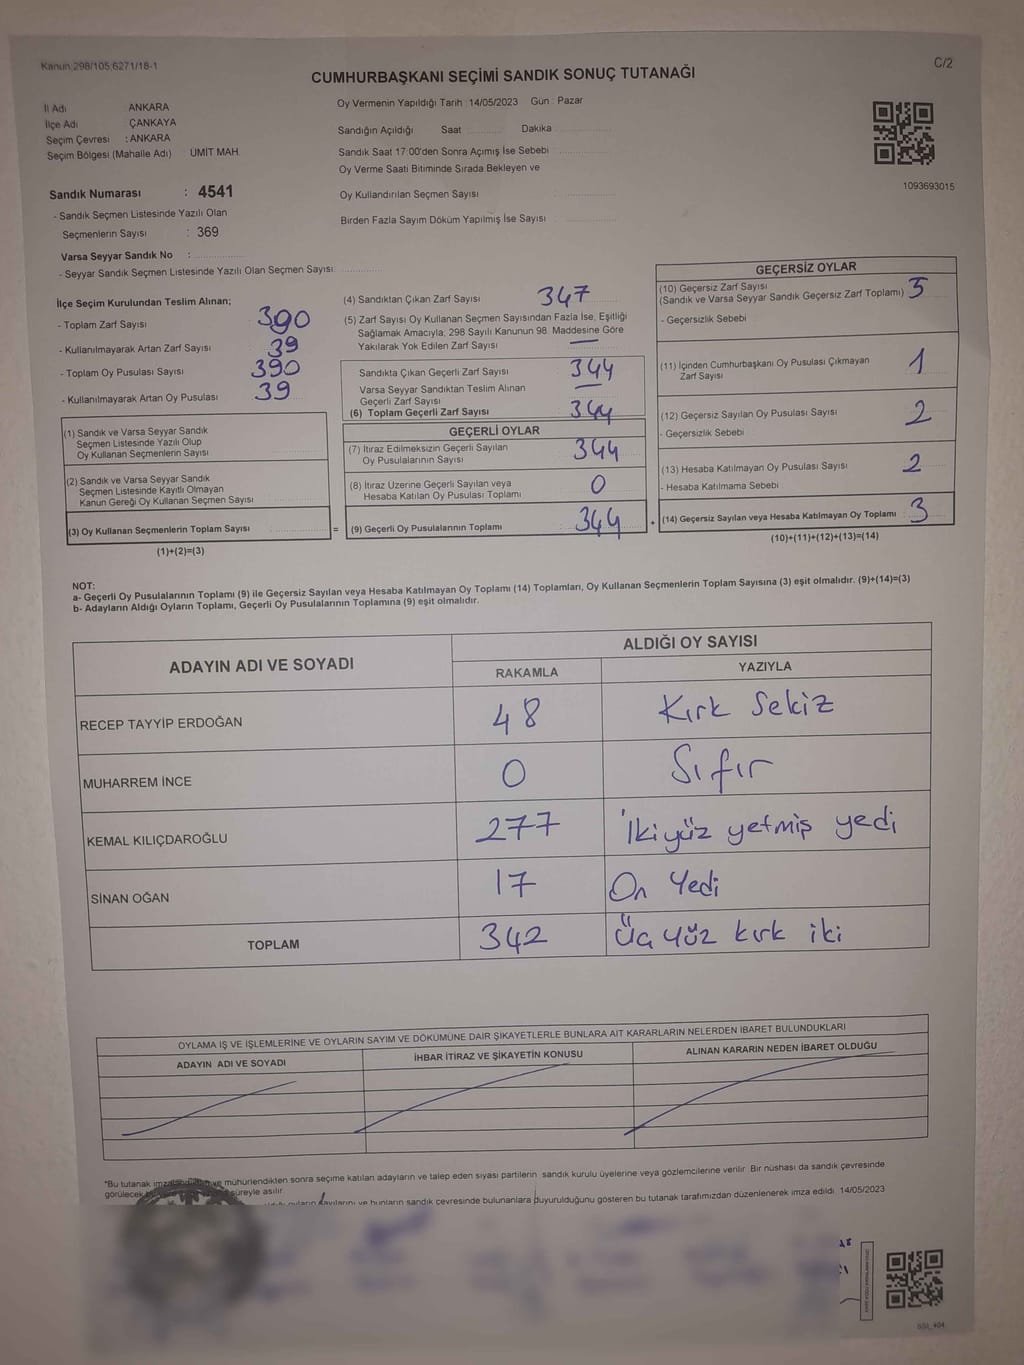 Kanun 298/105,6271/18-1
C/2
CUMHURBAŞKANI SEÇİMİ SANDIK SONUÇ TUTANAĞI
İl Adı ANKARA
İlçe Adı ÇANKAYA
Seçim Çevresi : ANKARA
Seçim Bölgesi (Mahalle Adı) ÜMİT MAH.
Oy Vermenin Yapıldığı Tarih : 14/05/2023 Gün : Pazar
Sandığın Açıldığı Saat Dakika
Sandık Saat 17:00'den Sonra Açımış İse Sebebi
Oy Verme Saati Bitiminde Sırada Bekleyen ve
Oy Kullandırılan Seçmen Sayısı
Birden Fazla Sayım Döküm Yapılmış İse Sayısı
1093693015
Sandık Numarası : 4541
- Sandık Seçmen Listesinde Yazılı Olan
Seçmenlerin Sayısı : 369
Varsa Seyyar Sandık No :
- Seyyar Sandık Seçmen Listesinde Yazılı Olan Seçmen Sayısı
İlçe Seçim Kurulundan Teslim Alınan;
- Toplam Zarf Sayısı 390
- Kullanılmayarak Artan Zarf Sayısı 39
- Toplam Oy Pusulası Sayısı 390
- Kullanılmayarak Artan Oy Pusulası 39
(1) Sandık ve Varsa Seyyar Sandık
Seçmen Listesinde Yazılı Olup
Oy Kullanan Seçmenlerin Sayısı
(2) Sandık ve Varsa Seyyar Sandık
Seçmen Listesinde Kayıtlı Olmayan
Kanun Gereği Oy Kullanan Seçmen Sayısı
(3) Oy Kullanan Seçmenlerin Toplam Sayısı =
(1)+(2)=(3)
(4) Sandıktan Çıkan Zarf Sayısı 347
(5) Zarf Sayısı Oy Kullanan Seçmen Sayısından Fazla İse, Eşitliği
Sağlamak Amacıyla; 298 Sayılı Kanunun 98. Maddesine Göre
Yakılarak Yok Edilen Zarf Sayısı —
Sandıkta Çıkan Geçerli Zarf Sayısı 344
Varsa Seyyar Sandıktan Teslim Alınan
Geçerli Zarf Sayısı —
(6) Toplam Geçerli Zarf Sayısı 344
GEÇERLİ OYLAR
(7) İtiraz Edilmeksizin Geçerli Sayılan
Oy Pusulalarının Sayısı 344
(8) İtiraz Üzerine Geçerli Sayılan veya
Hesaba Katılan Oy Pusulası Toplamı 0
(9) Geçerli Oy Pusulalarının Toplamı 344 +
GEÇERSİZ OYLAR
(10) Geçersiz Zarf Sayısı
(Sandık ve Varsa Seyyar Sandık Geçersiz Zarf Toplamı)
- Geçersizlik Sebebi
(11) İçinden Cumhurbaşkanı Oy Pusulası Çıkmayan
Zarf Sayısı 1
(12) Geçersiz Sayılan Oy Pusulası Sayısı 2
- Geçersizlik Sebebi
(13) Hesaba Katılmayan Oy Pusulası Sayısı 2
- Hesaba Katılmama Sebebi
(14) Geçersiz Sayılan veya Hesaba Katılmayan Oy Toplamı 3
(10)+(11)+(12)+(13)=(14)
NOT:
a- Geçerli Oy Pusulalarının Toplamı (9) ile Geçersiz Sayılan veya Hesaba Katılmayan Oy Toplamı (14) Toplamları, Oy Kullanan Seçmenlerin Toplam Sayısına (3) eşit olmalıdır. (9)+(14)=(3)
b- Adayların Aldığı Oyların Toplamı, Geçerli Oy Pusulalarının Toplamına (9) eşit olmalıdır.
ADAYIN ADI VE SOYADI
ALDIĞI OY SAYISI
RAKAMLA YAZIYLA
RECEP TAYYİP ERDOĞAN 48 Kırk Sekiz
MUHARREM İNCE 0 Sıfır
KEMAL KILIÇDAROĞLU 277 İkiyüz yetmiş yedi
SİNAN OĞAN 17 On Yedi
TOPLAM 342 Üç yüz kırk iki
OYLAMA İŞ VE İŞLEMLERİNE VE OYLARIN SAYIM VE DÖKÜMÜNE DAİR ŞİKAYETLERLE BUNLARA AİT KARARLARIN NELERDEN İBARET BULUNDUKLARI
ADAYIN ADI VE SOYADI İHBAR İTİRAZ VE ŞİKAYETİN KONUSU ALINAN KARARIN NEDEN İBARET OLDUĞU
*Bu tutanak mühürlendikten sonra seçime katılan adayların ve talep eden siyasi partilerin sandık kurulu üyelerine veya gözlemcilerine verilir. Bir nüshası da sandık çevresinde
görülecek süreyle asılır.
sayılarını ve bunların sandık çevresinde bulunanlara duyurulduğunu gösteren bu tutanak tarafımızdan düzenlenerek imza edildi. 14/05/2023